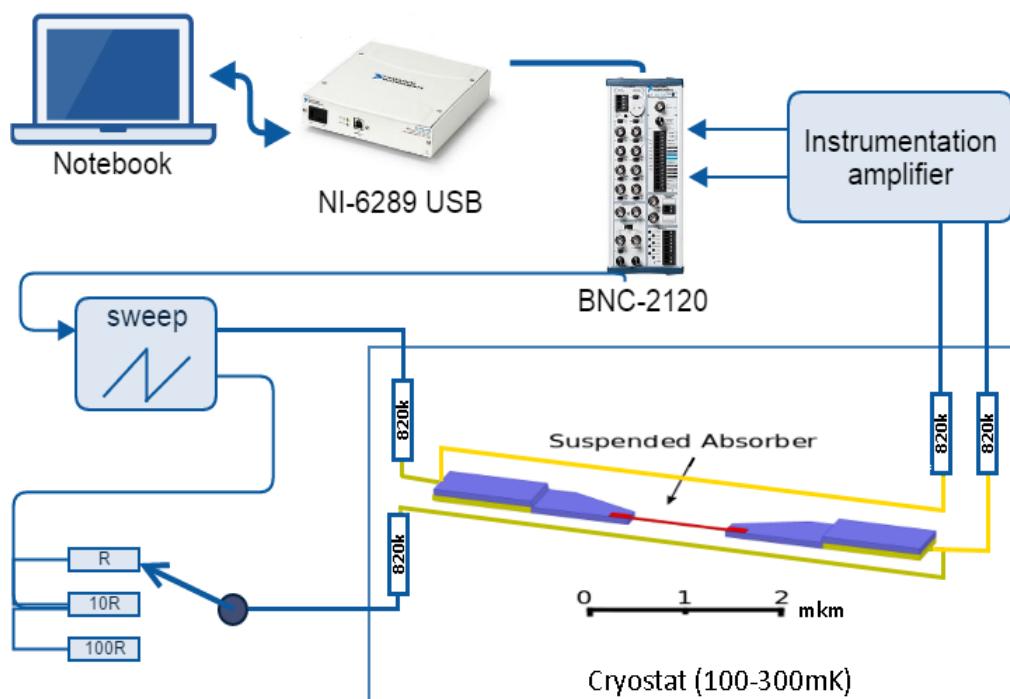 Notebook
NI-6289 USB
BNC-2120
Instrumentation
amplifier
sweep
820k
820k
820k
820k
Suspended Absorber
R
10R
100R
0 1 2 mkm
Cryostat (100-300mK)